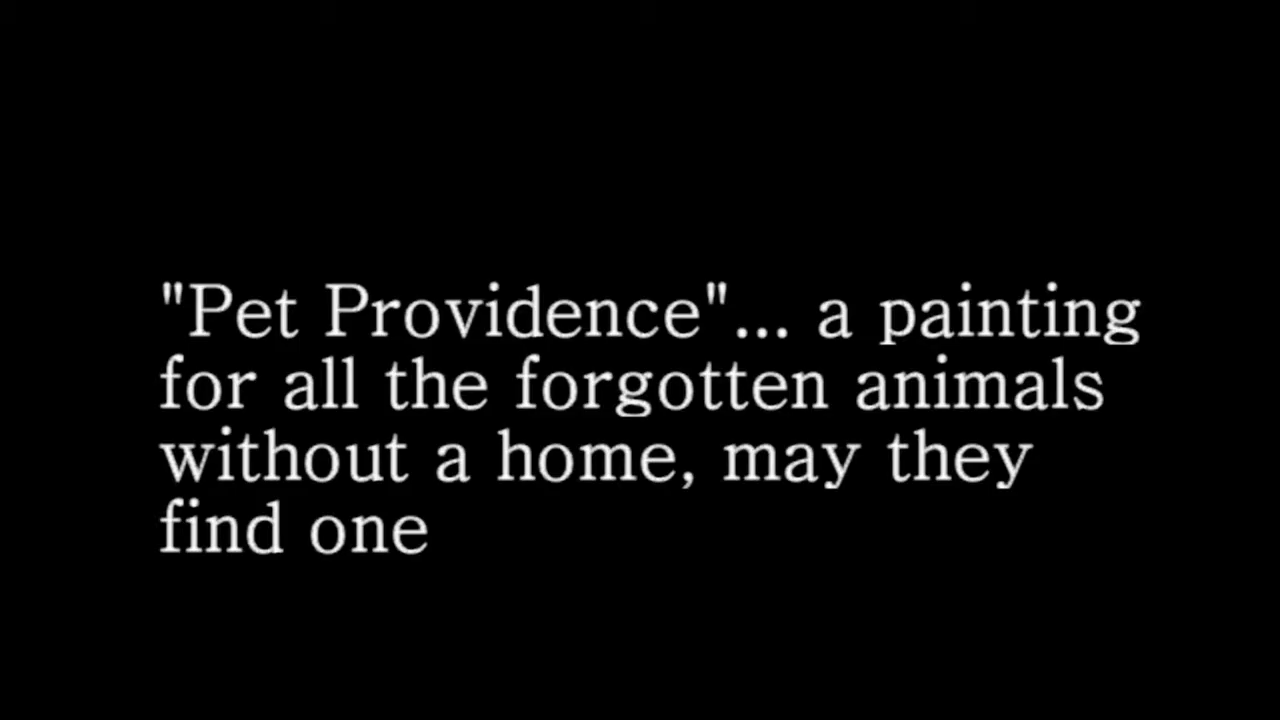 "Pet Providence"... a painting
for all the forgotten animals
without a home, may they
find one